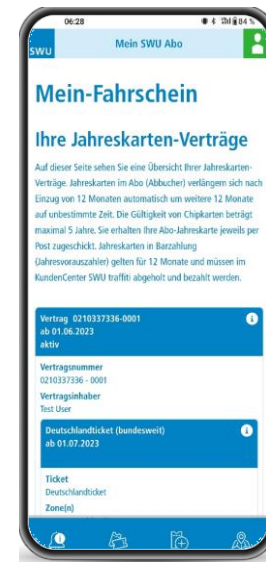 06:28
84 %
SWU
Mein SWU Abo
Mein-Fahrschein
Ihre Jahreskarten-Verträge
Auf dieser Seite sehen Sie eine Übersicht Ihrer Jahreskarten-
Verträge. Jahreskarten im Abo (Abbucher) verlängern sich nach
Einzug von 12 Monaten automatisch um weitere 12 Monate
auf unbestimmte Zeit. Die Gültigkeit von Chipkarten beträgt
maximal 5 Jahre. Sie erhalten Ihre Abo-Jahreskarte jeweils per
Post zugeschickt. Jahreskarten in Barzahlung
(Jahresvorauszahler) gelten für 12 Monate und müssen im
KundenCenter SWU traffiti abgeholt und bezahlt werden.
Vertrag 0210337336-0001
ab 01.06.2023
aktiv
Vertragsnummer
0210337336 - 0001
Vertragsinhaber
Test User
Deutschlandticket (bundesweit)
ab 01.07.2023
Ticket
Deutschlandticket
Zone(n)